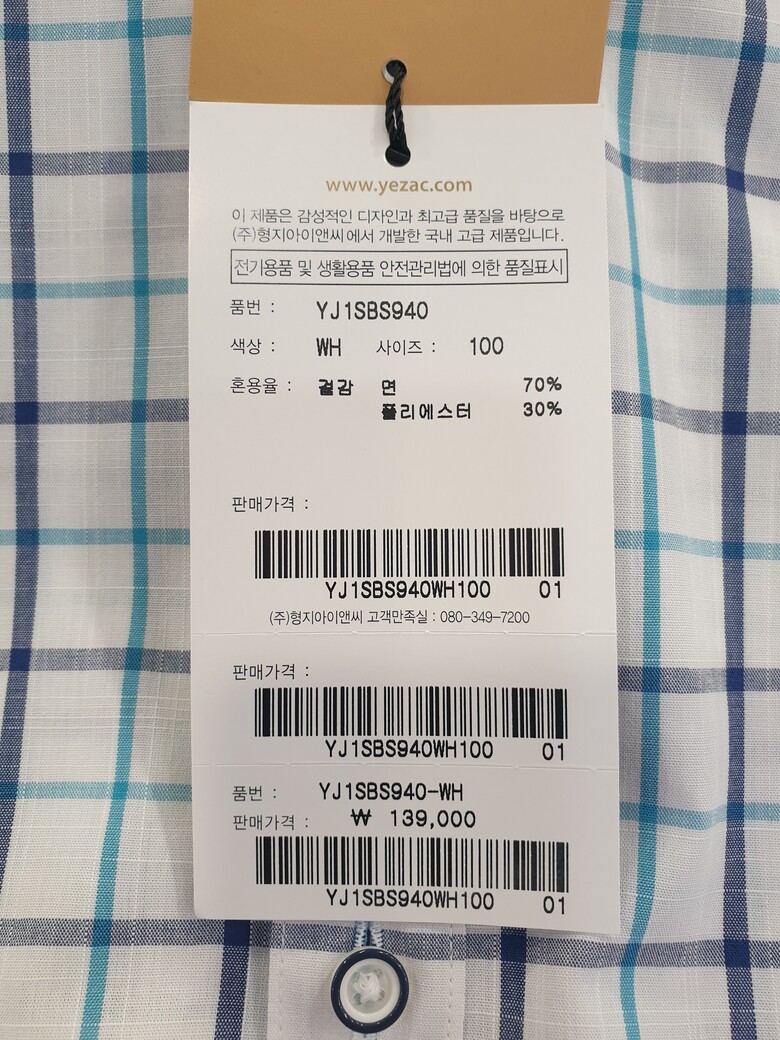 www.yezac.com
이 제품은 감성적인 디자인과 최고급 품질을 바탕으로
(주)형지아이앤씨에서 개발한 국내 고급 제품입니다.
전기용품 및 생활용품 안전관리법에 의한 품질표시
품번 : YJ1SBS940
색상 : WH 사이즈 : 100
혼용율 : 겉감 면 70%
폴리에스터 30%
판매가격 :
YJ1SBS940WH100 01
(주)형지아이앤씨 고객만족실 : 080-349-7200
판매가격 :
YJ1SBS940WH100 01
품번 : YJ1SBS940-WH
판매가격 : ₩ 139,000
YJ1SBS940WH100 01